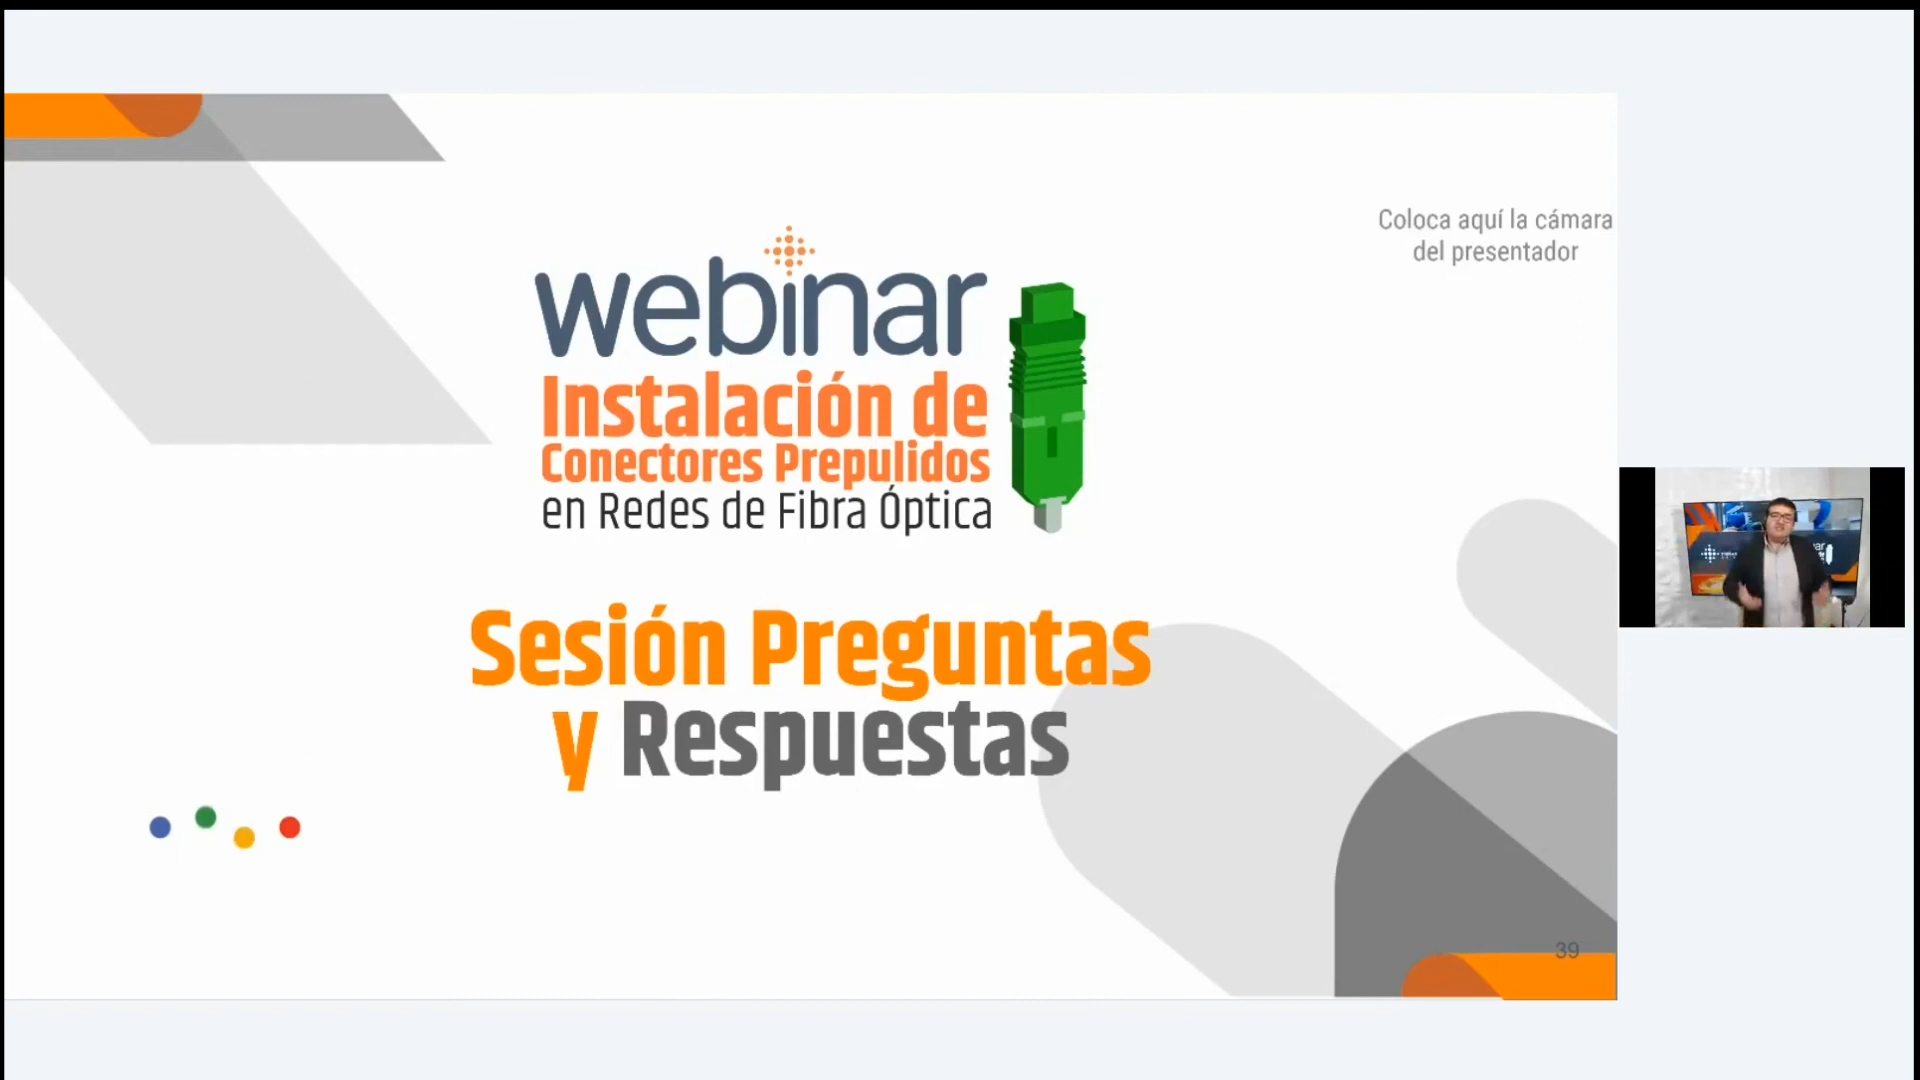 Coloca aquí la cámara
del presentador
webinar
Instalación de
Conectores Prepulidos
en Redes de Fibra Óptica
Sesión Preguntas
y Respuestas
39